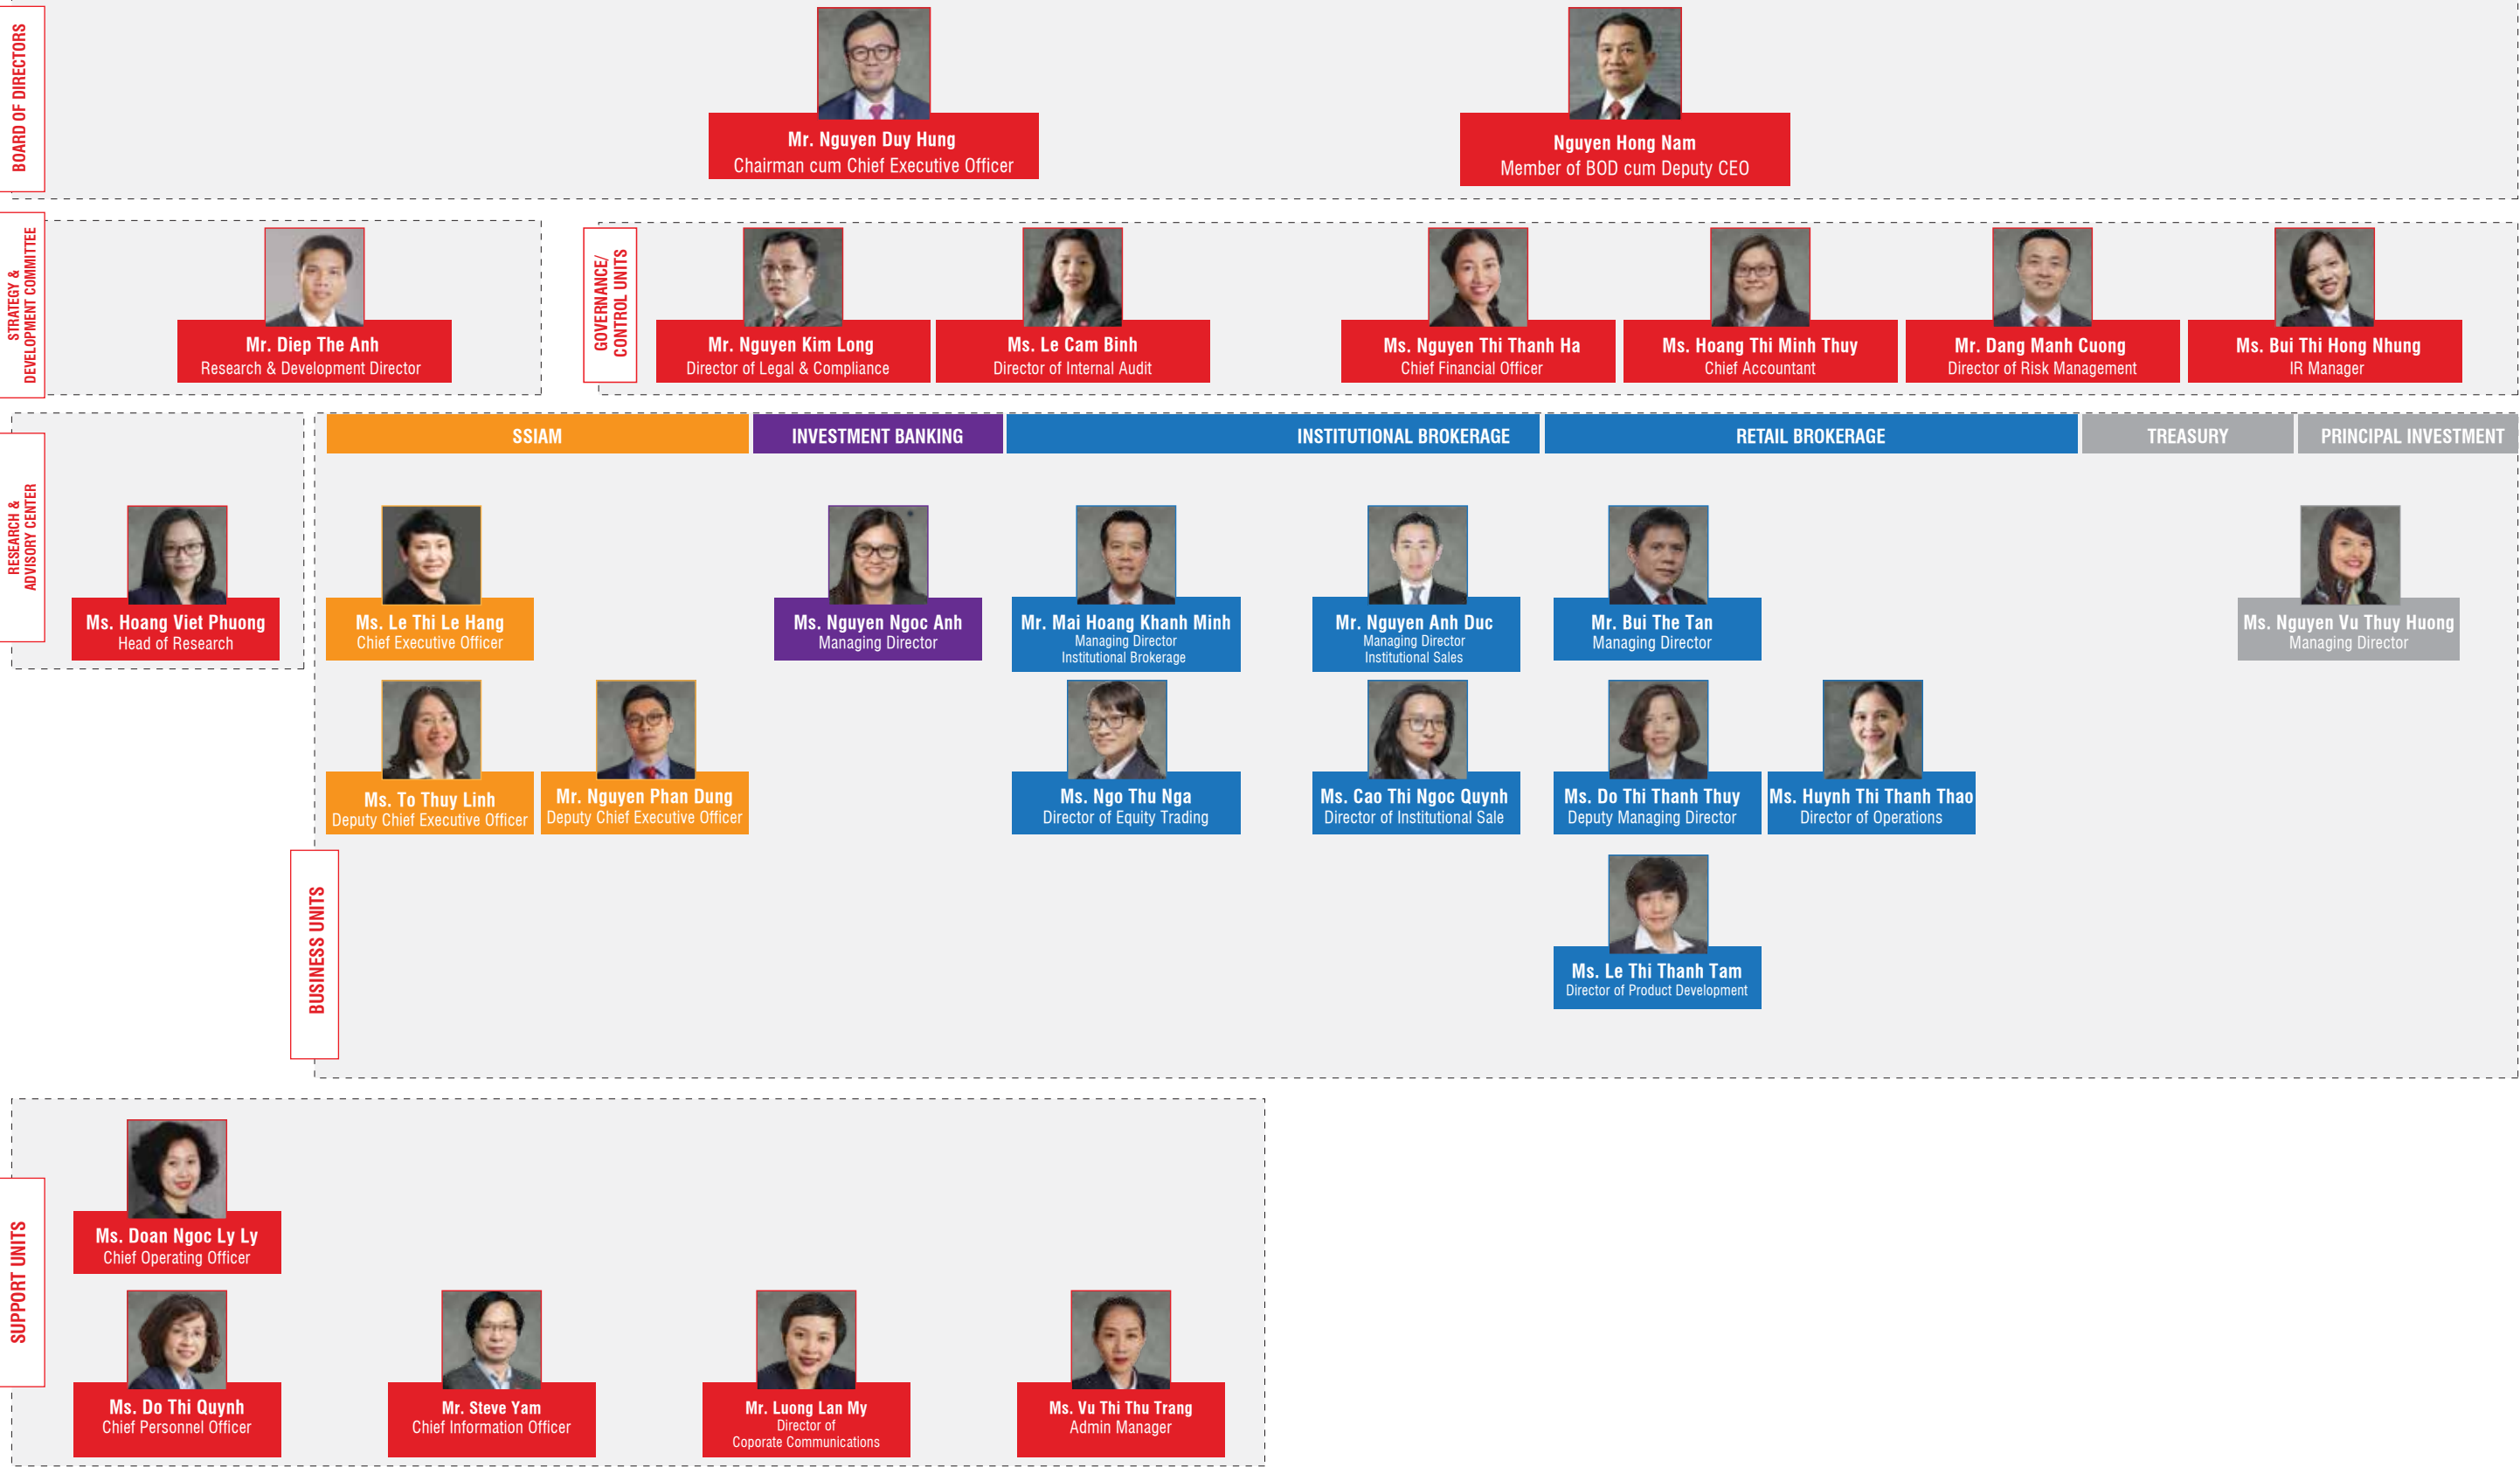 BOARD OF DIRECTORS
Mr. Nguyen Duy Hung
Chairman cum Chief Executive Officer
Nguyen Hong Nam
Member of BOD cum Deputy CEO
STRATEGY &
DEVELOPMENT COMMITTEE
Mr. Diep The Anh
Research & Development Director
GOVERNANCE/
CONTROL UNITS
Mr. Nguyen Kim Long
Director of Legal & Compliance
Ms. Le Cam Binh
Director of Internal Audit
Ms. Nguyen Thi Thanh Ha
Chief Financial Officer
Ms. Hoang Thi Minh Thuy
Chief Accountant
Mr. Dang Manh Cuong
Director of Risk Management
Ms. Bui Thi Hong Nhung
IR Manager
RESEARCH &
ADVISORY CENTER
Ms. Hoang Viet Phuong
Head of Research
BUSINESS UNITS
SSIAM
INVESTMENT BANKING
INSTITUTIONAL BROKERAGE
RETAIL BROKERAGE
TREASURY
PRINCIPAL INVESTMENT
Ms. Le Thi Le Hang
Chief Executive Officer
Ms. Nguyen Ngoc Anh
Managing Director
Mr. Mai Hoang Khanh Minh
Managing Director
Institutional Brokerage
Mr. Nguyen Anh Duc
Managing Director
Institutional Sales
Mr. Bui The Tan
Managing Director
Ms. Nguyen Vu Thuy Huong
Managing Director
Ms. To Thuy Linh
Deputy Chief Executive Officer
Mr. Nguyen Phan Dung
Deputy Chief Executive Officer
Ms. Ngo Thu Nga
Director of Equity Trading
Ms. Cao Thi Ngoc Quynh
Director of Institutional Sale
Ms. Do Thi Thanh Thuy
Deputy Managing Director
Ms. Huynh Thi Thanh Thao
Director of Operations
Ms. Le Thi Thanh Tam
Director of Product Development
SUPPORT UNITS
Ms. Doan Ngoc Ly Ly
Chief Operating Officer
Ms. Do Thi Quynh
Chief Personnel Officer
Mr. Steve Yam
Chief Information Officer
Mr. Luong Lan My
Director of
Coporate Communications
Ms. Vu Thi Thu Trang
Admin Manager